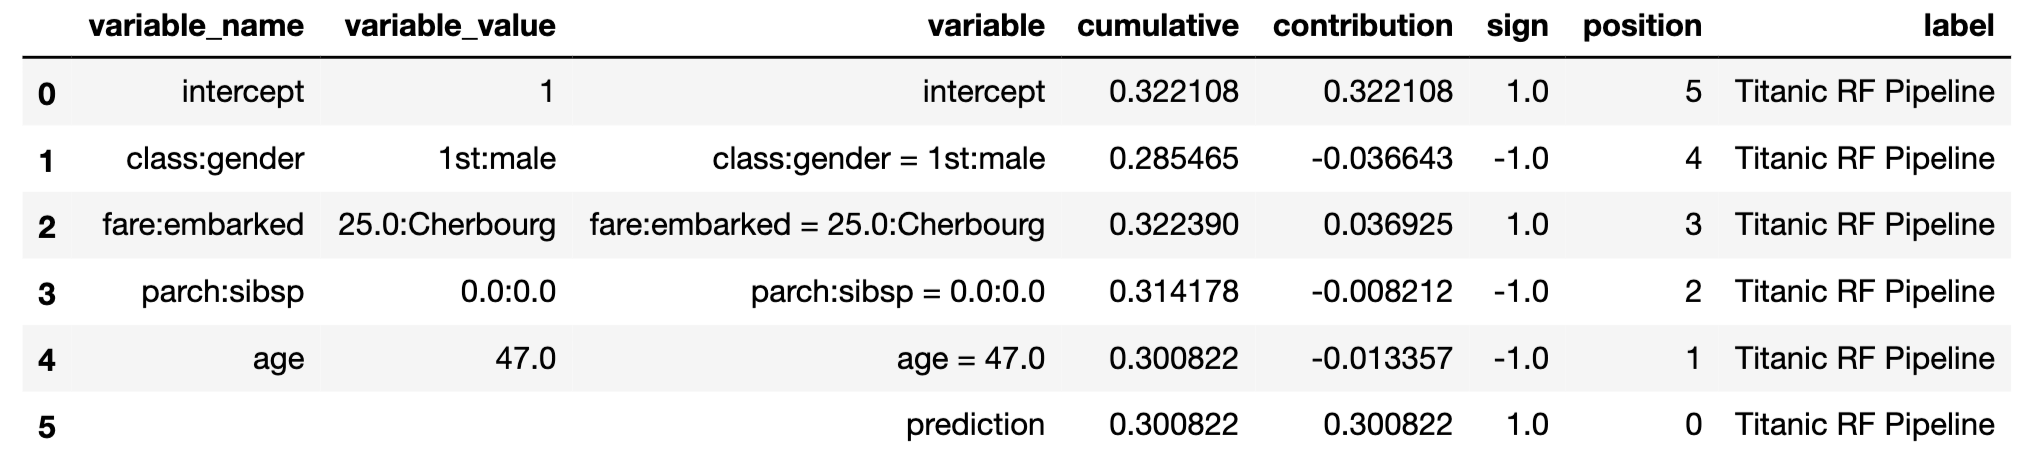 variable_name variable_value variable cumulative contribution sign position label
0 intercept 1 intercept 0.322108 0.322108 1.0 5 Titanic RF Pipeline
1 class:gender 1st:male class:gender = 1st:male 0.285465 -0.036643 -1.0 4 Titanic RF Pipeline
2 fare:embarked 25.0:Cherbourg fare:embarked = 25.0:Cherbourg 0.322390 0.036925 1.0 3 Titanic RF Pipeline
3 parch:sibsp 0.0:0.0 parch:sibsp = 0.0:0.0 0.314178 -0.008212 -1.0 2 Titanic RF Pipeline
4 age 47.0 age = 47.0 0.300822 -0.013357 -1.0 1 Titanic RF Pipeline
5 prediction 0.300822 0.300822 1.0 0 Titanic RF Pipeline